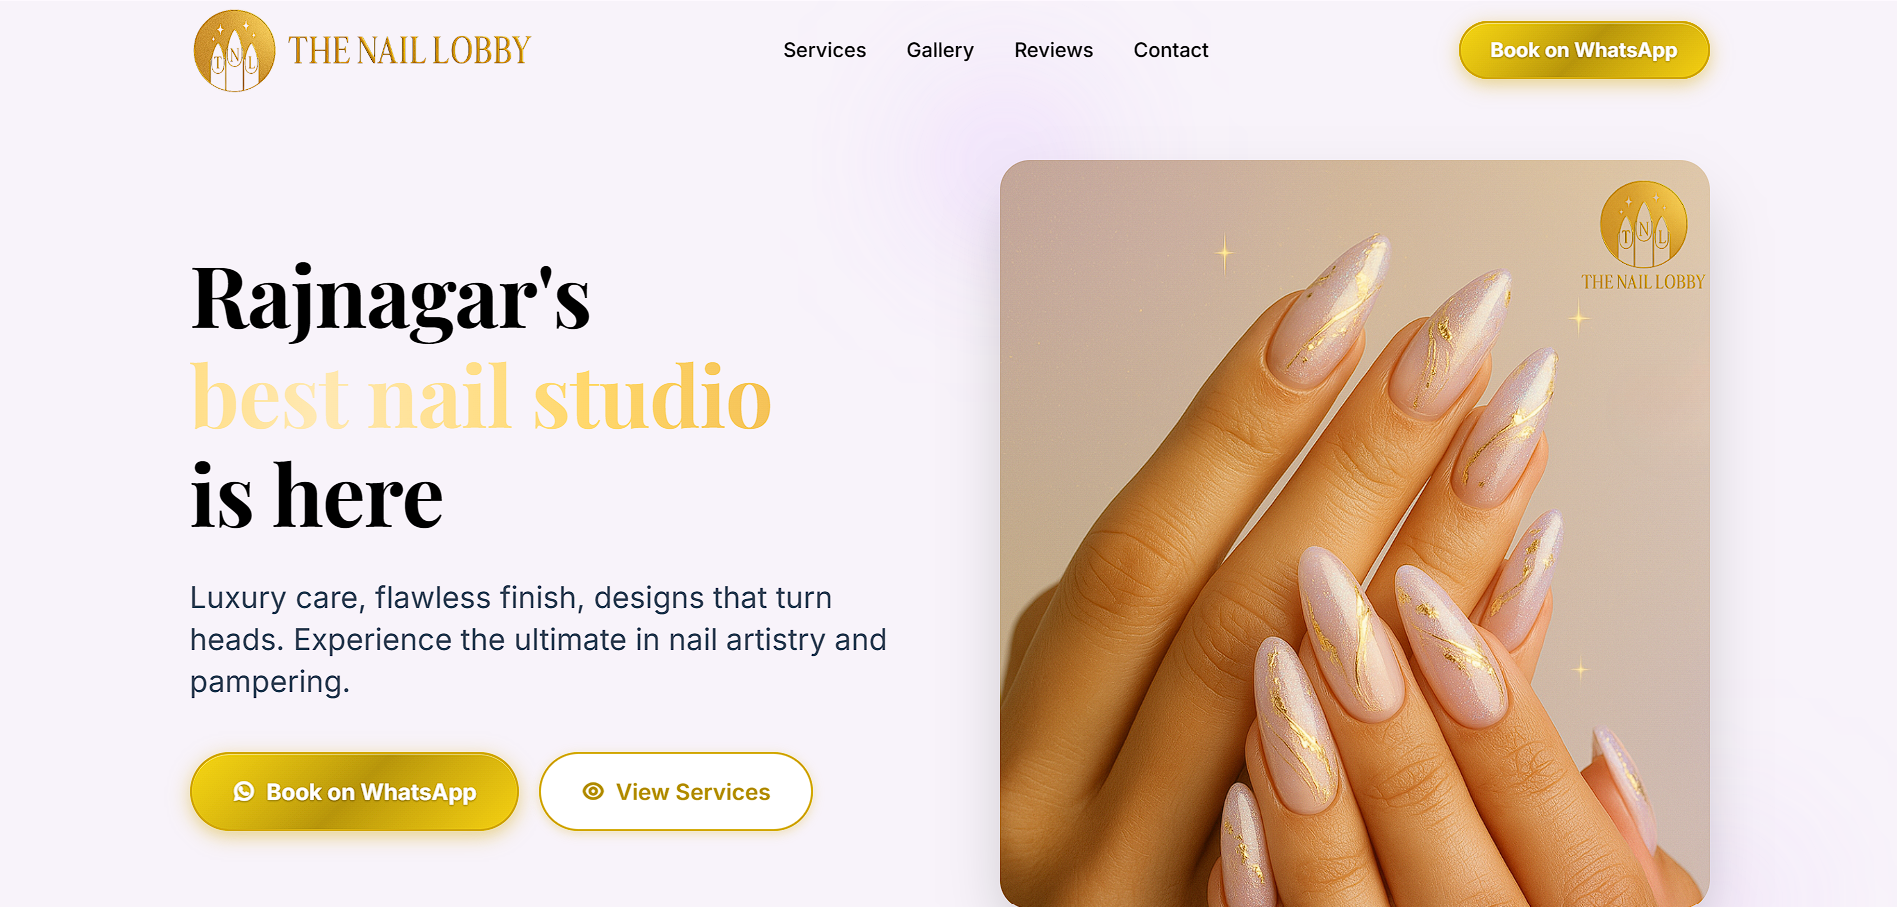 TNL THE NAIL LOBBY
Services Gallery Reviews Contact
Book on WhatsApp
Rajnagar's
best nail studio
is here
Luxury care, flawless finish, designs that turn
heads. Experience the ultimate in nail artistry and
pampering.
Book on WhatsApp
View Services
TNL
THE NAIL LOBBY